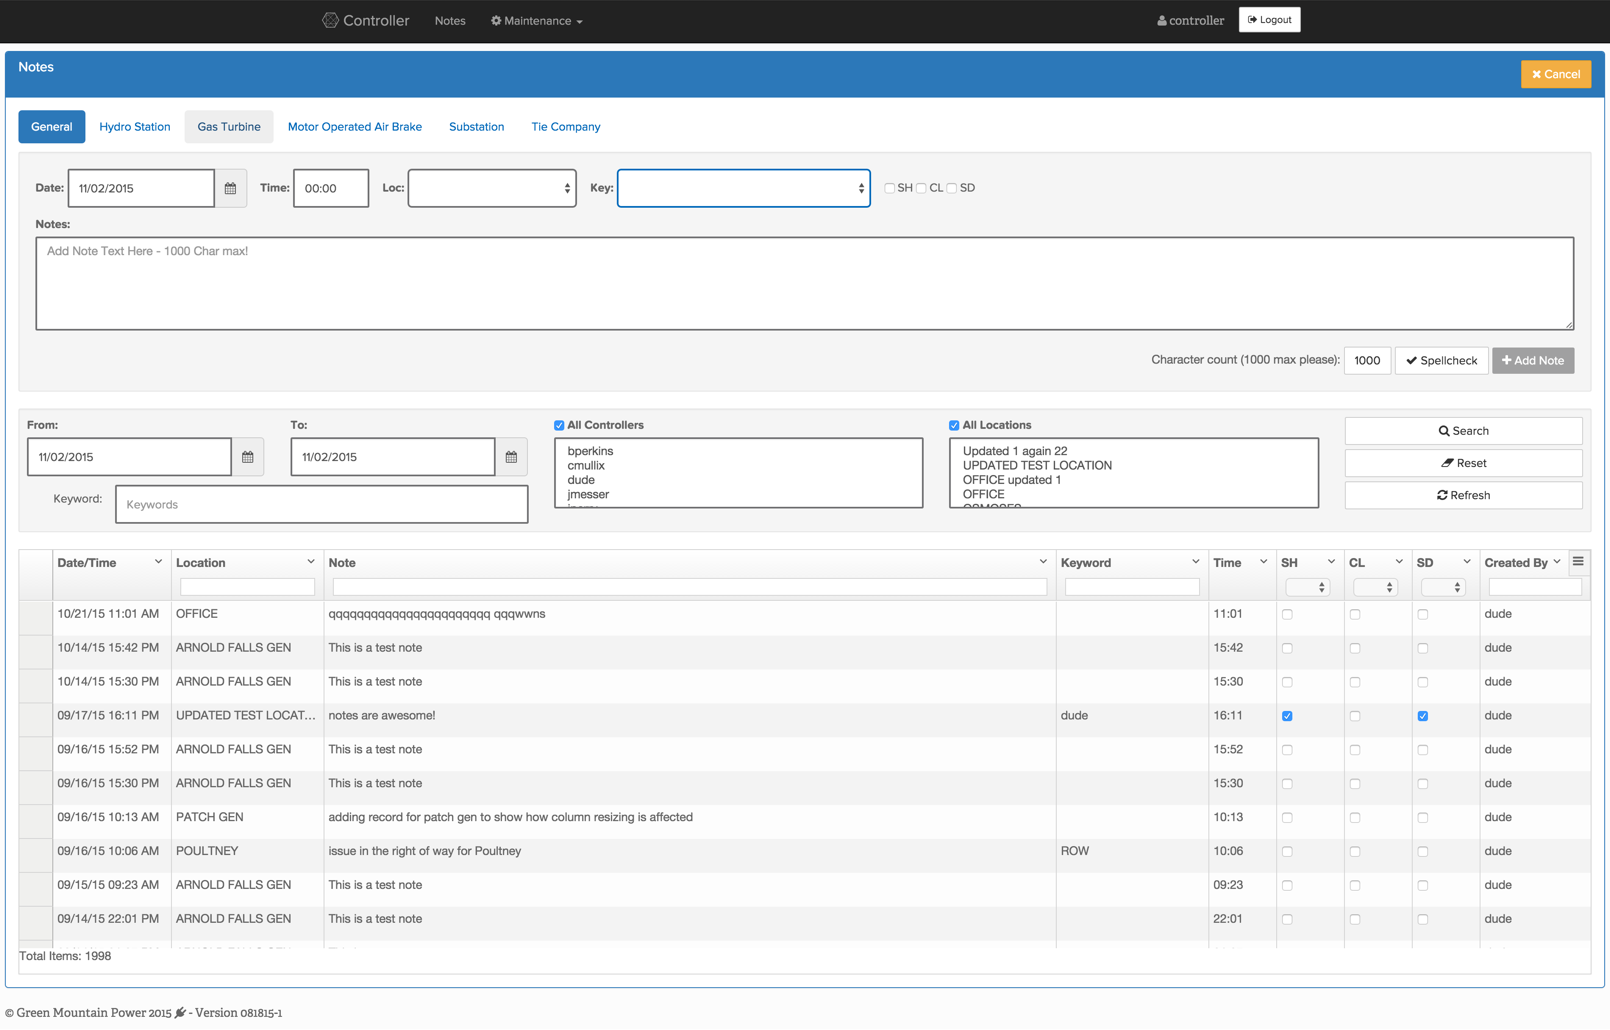 Controller Notes Maintenance controller Logout
Notes
Cancel
General Hydro Station Gas Turbine Motor Operated Air Brake Substation Tie Company
Date: 11/02/2015 Time: 00:00 Loc: Key: SH CL SD
Notes:
Add Note Text Here - 1000 Char max!
Character count (1000 max please): 1000 Spellcheck Add Note
From: To: All Controllers All Locations
11/02/2015 11/02/2015
Keyword: Keywords
bperkins
cmullix
dude
jmesser
Updated 1 again 22
UPDATED TEST LOCATION
OFFICE updated 1
OFFICE
OSMOSES
Search
Reset
Refresh
Date/Time Location Note Keyword Time SH CL SD Created By
10/21/15 11:01 AM OFFICE qqqqqqqqqqqqqqqqqqqqqqq qqqwwns 11:01 dude
10/14/15 15:42 PM ARNOLD FALLS GEN This is a test note 15:42 dude
10/14/15 15:30 PM ARNOLD FALLS GEN This is a test note 15:30 dude
09/17/15 16:11 PM UPDATED TEST LOCAT... notes are awesome! dude 16:11 dude
09/16/15 15:52 PM ARNOLD FALLS GEN This is a test note 15:52 dude
09/16/15 15:30 PM ARNOLD FALLS GEN This is a test note 15:30 dude
09/16/15 10:13 AM PATCH GEN adding record for patch gen to show how column resizing is affected 10:13 dude
09/16/15 10:06 AM POULTNEY issue in the right of way for Poultney ROW 10:06 dude
09/15/15 09:23 AM ARNOLD FALLS GEN This is a test note 09:23 dude
09/14/15 22:01 PM ARNOLD FALLS GEN This is a test note 22:01 dude
Total Items: 1998
© Green Mountain Power 2015 - Version 081815-1